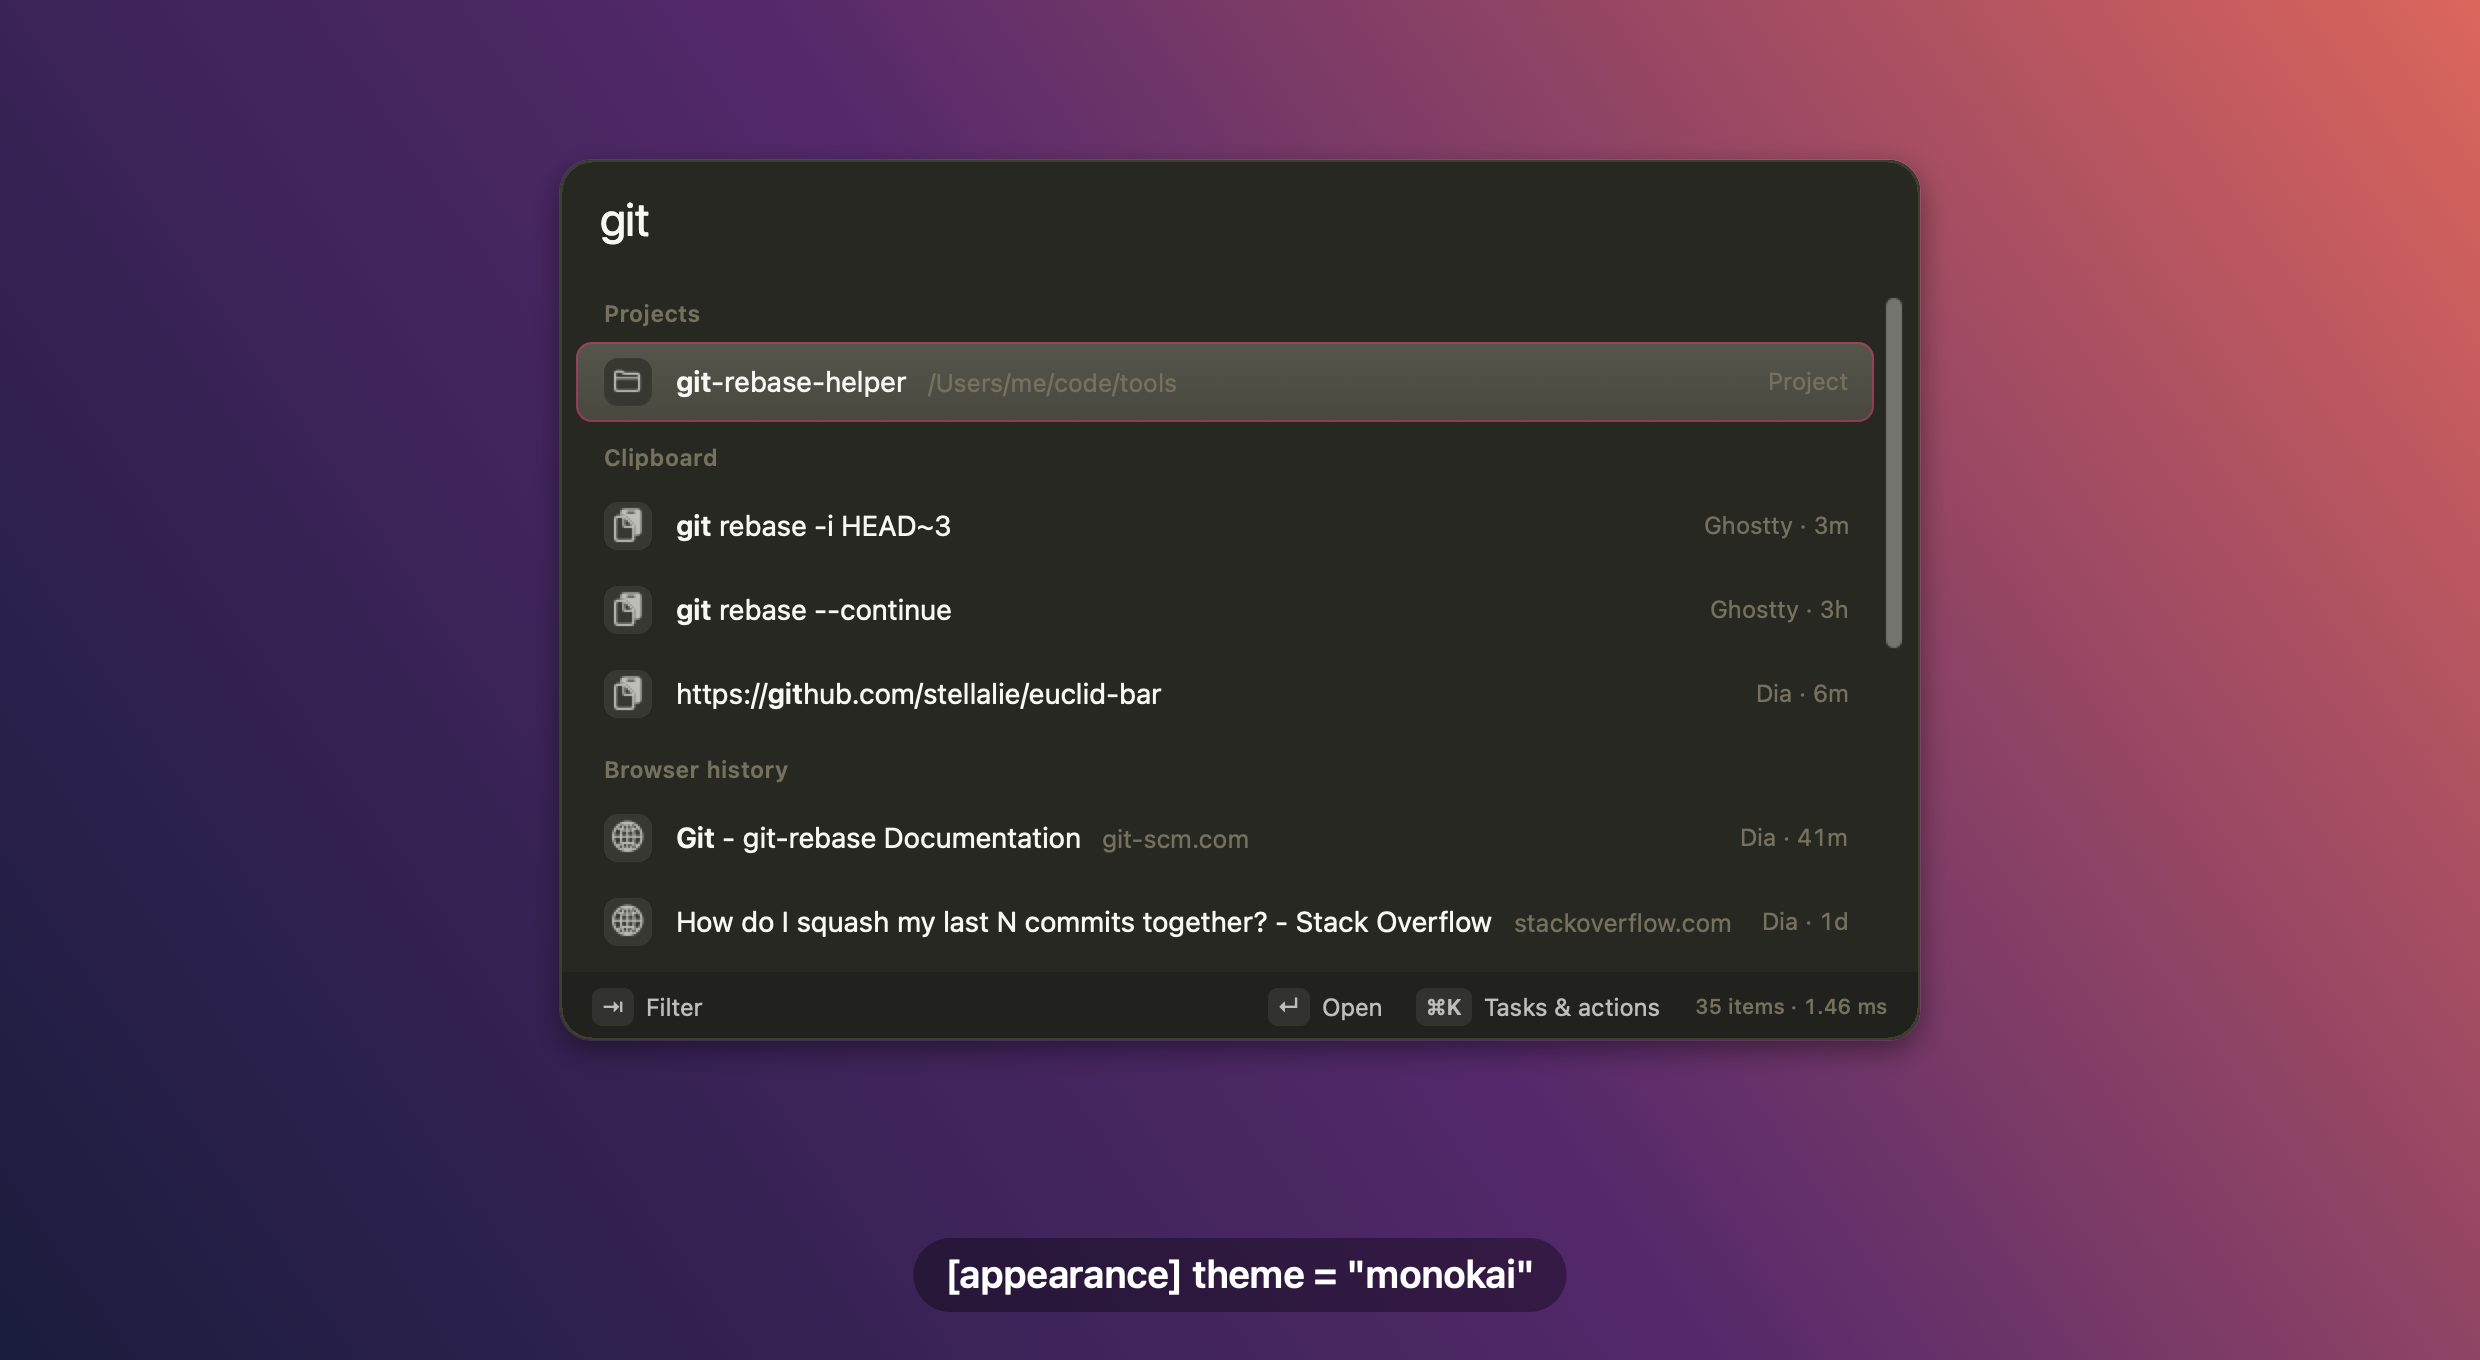 git
Projects
git-rebase-helper /Users/me/code/tools Project
Clipboard
git rebase -i HEAD~3 Ghostty · 3m
git rebase --continue Ghostty · 3h
https://github.com/stellalie/euclid-bar Dia · 6m
Browser history
Git - git-rebase Documentation git-scm.com Dia · 41m
How do I squash my last N commits together? - Stack Overflow stackoverflow.com Dia · 1d
⇥ Filter ↵ Open ⌘K Tasks & actions 35 items · 1.46 ms
[appearance] theme = "monokai"